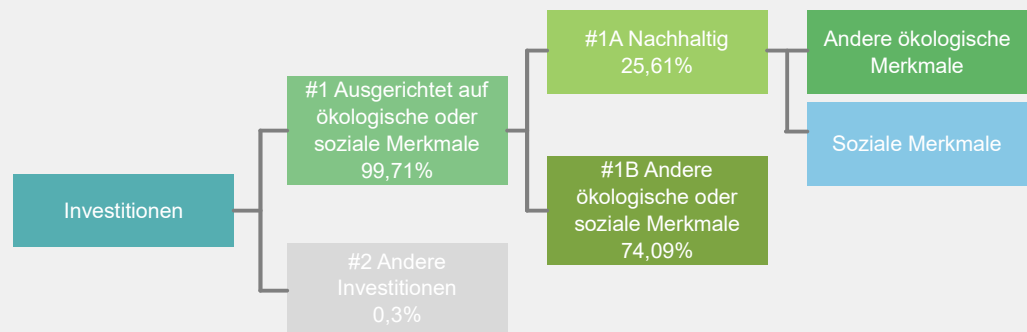 Investitionen
#1 Ausgerichtet auf
ökologische oder
soziale Merkmale
99,71%
#2 Andere
Investitionen
0,3%
#1A Nachhaltig
25,61%
#1B Andere
ökologische oder
soziale Merkmale
74,09%
Andere ökologische
Merkmale
Soziale Merkmale